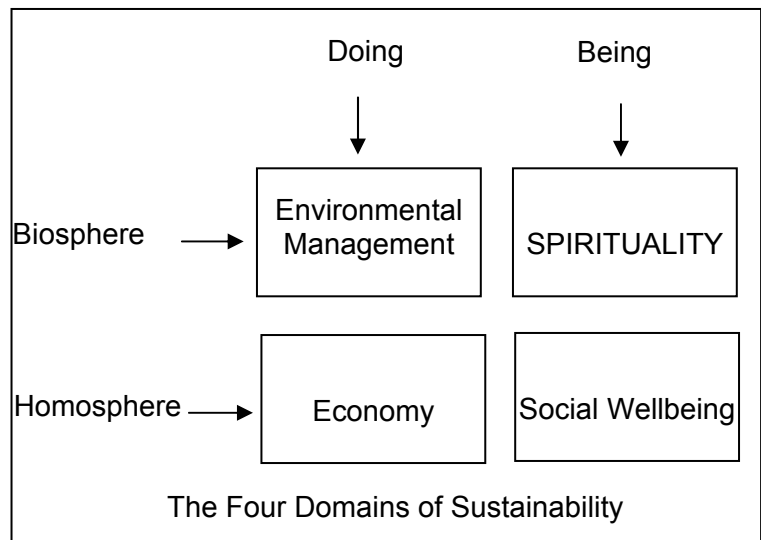 Doing
Being
Environmental
Management
Biosphere
SPIRITUALITY
Homosphere
Economy
Social Wellbeing
The Four Domains of Sustainability